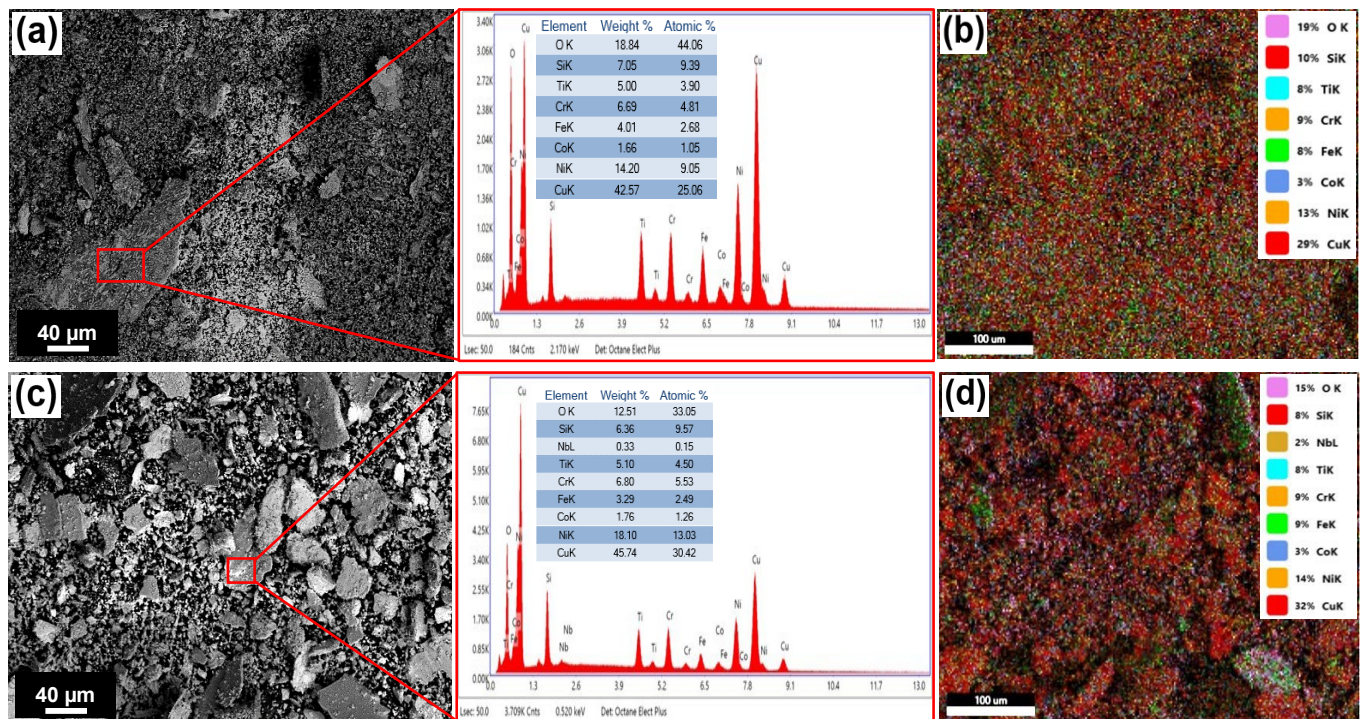 (a)
40 µm
3.40K
3.06K
2.72K
2.38K
2.04K
1.70K
1.36K
1.02K
0.68K
0.34K
0.00K
Element Weight % Atomic %
O K 18.84 44.06
SiK 7.05 9.39
TiK 5.00 3.90
CrK 6.69 4.81
FeK 4.01 2.68
CoK 1.66 1.05
NiK 14.20 9.05
CuK 42.57 25.06
Cu
O
Cr
Ni
Co
Fe
Si
Ti
Ti
Cr
Cr
Fe
Co
Fe
Ni
Co
Cu
Ni
Cu
0.0 1.3 2.6 3.9 5.2 6.5 7.8 9.1 10.4 11.7 13.0
Lsec: 50.0 184 Cnts 2.170 keV Det: Octane Elect Plus
(b)
100 um
19% O K
10% SiK
8% TiK
9% CrK
8% FeK
3% CoK
13% NiK
29% CuK
(c)
40 µm
7.65K
6.80K
5.95K
5.10K
4.25K
3.40K
2.55K
1.70K
0.85K
0.00K
Element Weight % Atomic %
O K 12.51 33.05
SiK 6.36 9.57
NbL 0.33 0.15
TiK 5.10 4.50
CrK 6.80 5.53
FeK 3.29 2.49
CoK 1.76 1.26
NiK 18.10 13.03
CuK 45.74 30.42
Cu
O
Ni
Cr
Co
Fe
Si
Nb
Nb
Ti
Ti
Cr
Cr
Fe
Co
Fe
Ni
Co
Cu
Ni
Cu
0.0 1.3 2.6 3.9 5.2 6.5 7.8 9.1 10.4 11.7 13.0
Lsec: 50.0 3.709K Cnts 0.520 keV Det: Octane Elect Plus
(d)
100 um
15% O K
8% SiK
2% NbL
8% TiK
9% CrK
9% FeK
3% CoK
14% NiK
32% CuK